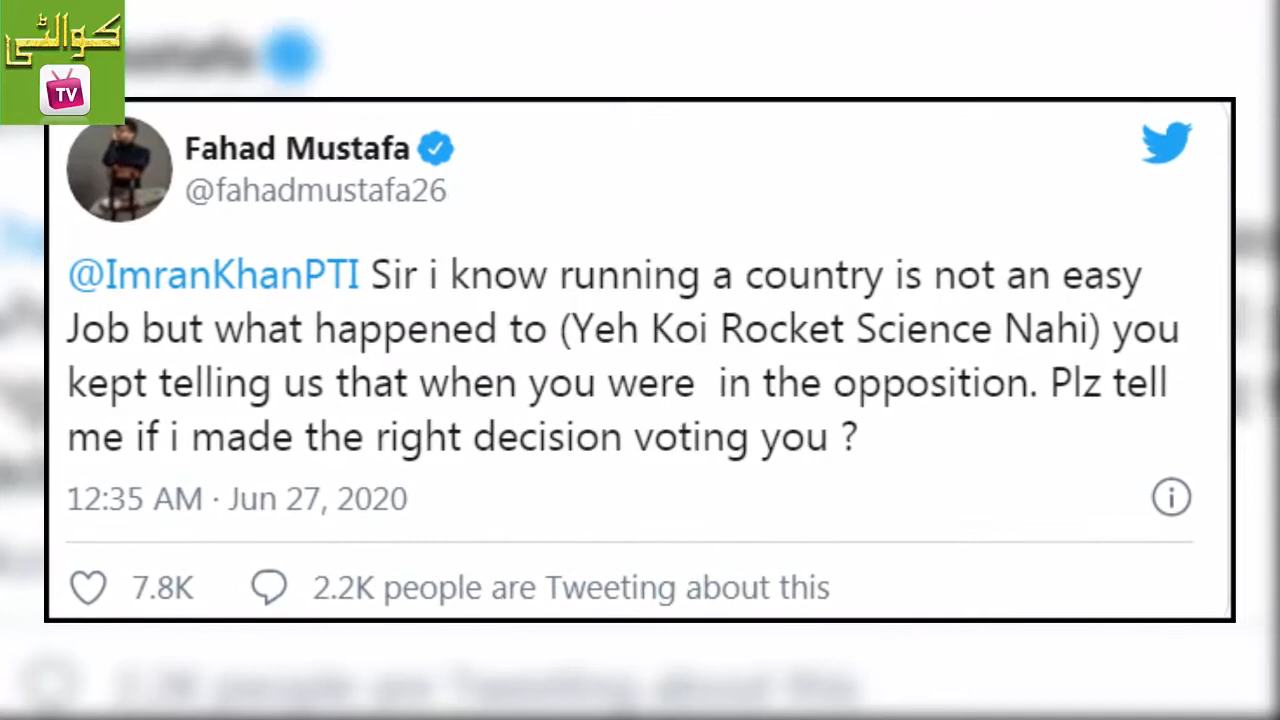 کوالٹی
TV
Fahad Mustafa
@fahadmustafa26
@ImranKhanPTI Sir i know running a country is not an easy
Job but what happened to (Yeh Koi Rocket Science Nahi) you
kept telling us that when you were  in the opposition. Plz tell
me if i made the right decision voting you ?
12:35 AM · Jun 27, 2020
7.8K
2.2K people are Tweeting about this